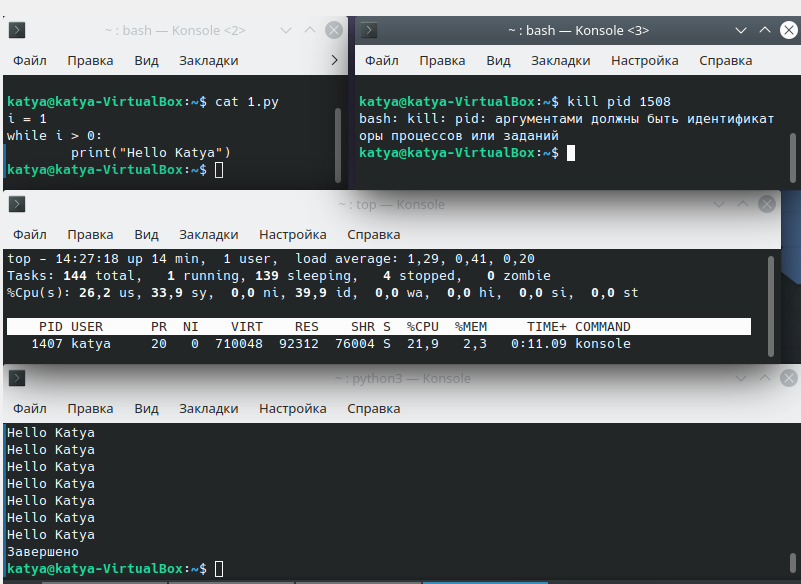 ~ : bash — Konsole <2>
Файл Правка Вид Закладки
katya@katya-VirtualBox:~$ cat 1.py
i = 1
while i > 0:
        print("Hello Katya")
katya@katya-VirtualBox:~$
~ : bash — Konsole <3>
Файл Правка Вид Закладки Настройка Справка
katya@katya-VirtualBox:~$ kill pid 1508
bash: kill: pid: аргументами должны быть идентификат
оры процессов или заданий
katya@katya-VirtualBox:~$
~ : top — Konsole
Файл Правка Вид Закладки Настройка Справка
top - 14:27:18 up 14 min,  1 user,  load average: 1,29, 0,41, 0,20
Tasks: 144 total,   1 running, 139 sleeping,   4 stopped,   0 zombie
%Cpu(s): 26,2 us, 33,9 sy,  0,0 ni, 39,9 id,  0,0 wa,  0,0 hi,  0,0 si,  0,0 st
    PID USER      PR  NI    VIRT    RES    SHR S  %CPU  %MEM     TIME+ COMMAND
   1407 katya     20   0  710048  92312  76004 S  21,9   2,3   0:11.09 konsole
~ : python3 — Konsole
Файл Правка Вид Закладки Настройка Справка
Hello Katya
Hello Katya
Hello Katya
Hello Katya
Hello Katya
Hello Katya
Hello Katya
Завершено
katya@katya-VirtualBox:~$